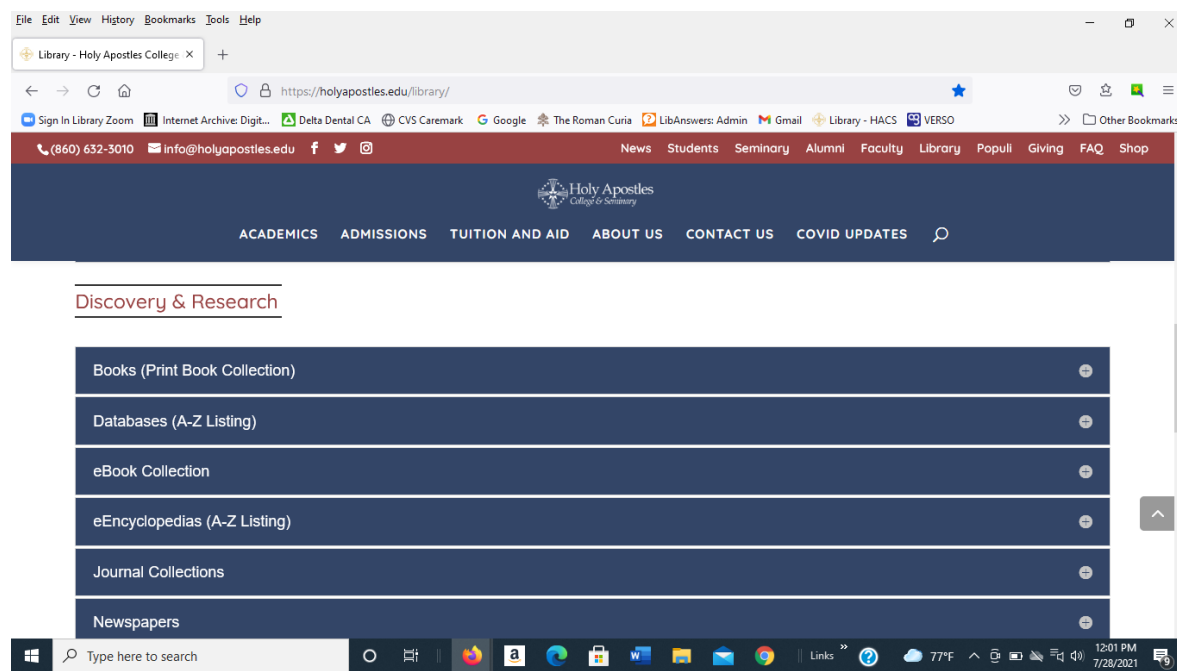 File Edit View History Bookmarks Tools Help
Library - Holy Apostles College
https://holyapostles.edu/library/
Sign In Library Zoom Internet Archive: Digit... Delta Dental CA CVS Caremark Google The Roman Curia LibAnswers: Admin Gmail Library - HACS VERSO Other Bookmarks
(860) 632-3010 info@holyapostles.edu News Students Seminary Alumni Faculty Library Populi Giving FAQ Shop
Holy Apostles
College & Seminary
ACADEMICS ADMISSIONS TUITION AND AID ABOUT US CONTACT US COVID UPDATES
Discovery & Research
Books (Print Book Collection)
Databases (A-Z Listing)
eBook Collection
eEncyclopedias (A-Z Listing)
Journal Collections
Newspapers
Type here to search Links 77°F 12:01 PM
7/28/2021